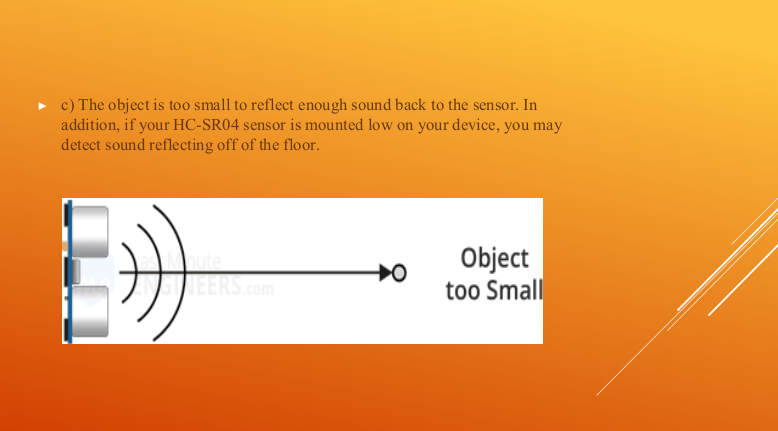 c) The object is too small to reflect enough sound back to the sensor. In
addition, if your HC-SR04 sensor is mounted low on your device, you may
detect sound reflecting off of the floor.
Last Minute
ENGINEERS.com
Object
too Small